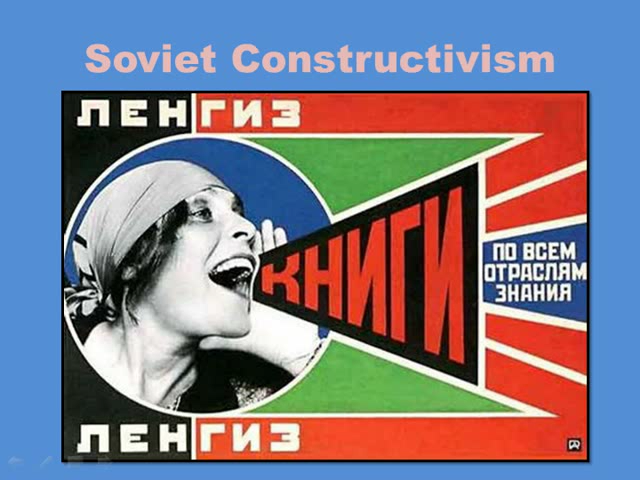 Soviet Constructivism
ЛЕНГИЗ
КНИГИ
ПО ВСЕМ
ОТРАСЛЯМ
ЗНАНИЯ
ЛЕНГИЗ